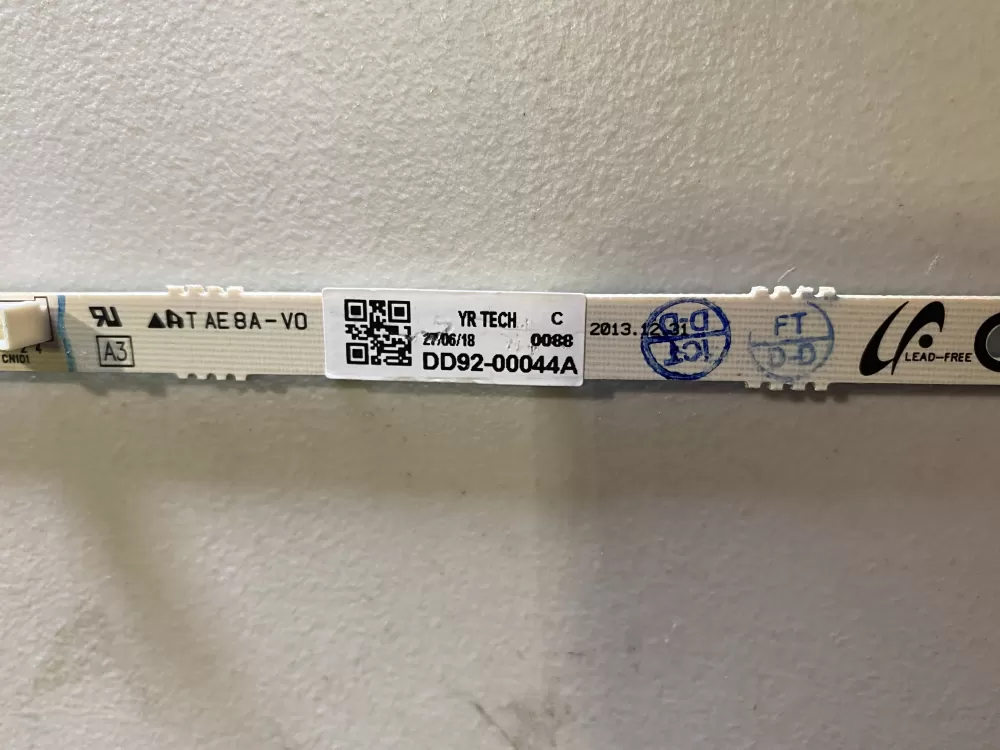 CN101
A3
TAE8A-V0
YR TECH C
27/06/18 0088
DD92-00044A
2013.12.31
D-D
ICT
FT
D-D
LEAD-FREE